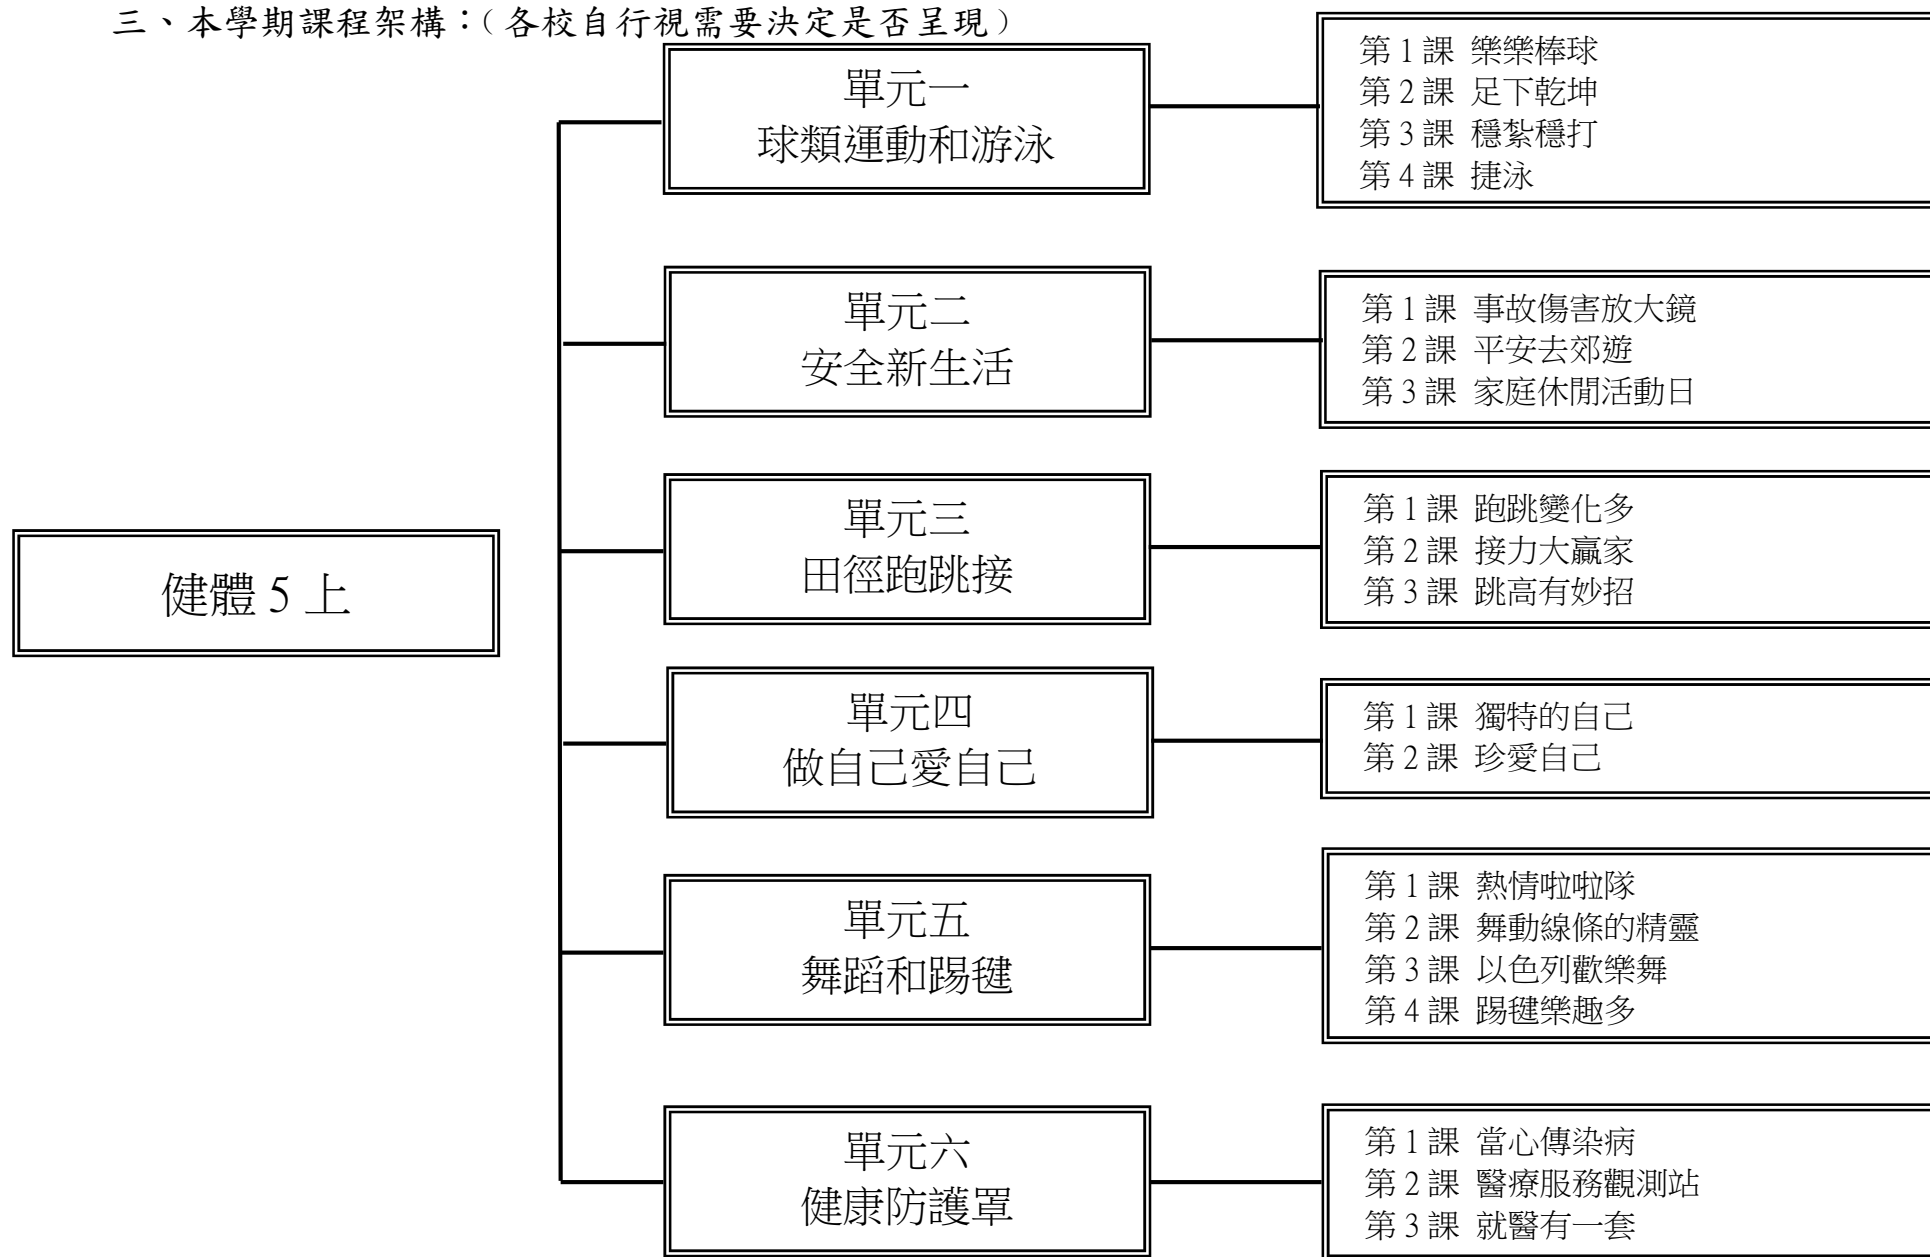 三、本學期課程架構：（各校自行視需要決定是否呈現）
健體 5 上
單元一
球類運動和游泳
第 1 課 樂樂棒球
第 2 課 足下乾坤
第 3 課 穩紮穩打
第 4 課 捷泳
單元二
安全新生活
第 1 課 事故傷害放大鏡
第 2 課 平安去郊遊
第 3 課 家庭休閒活動日
單元三
田徑跑跳接
第 1 課 跑跳變化多
第 2 課 接力大贏家
第 3 課 跳高有妙招
單元四
做自己愛自己
第 1 課 獨特的自己
第 2 課 珍愛自己
單元五
舞蹈和踢毽
第 1 課 熱情啦啦隊
第 2 課 舞動線條的精靈
第 3 課 以色列歡樂舞
第 4 課 踢毽樂趣多
單元六
健康防護罩
第 1 課 當心傳染病
第 2 課 醫療服務觀測站
第 3 課 就醫有一套